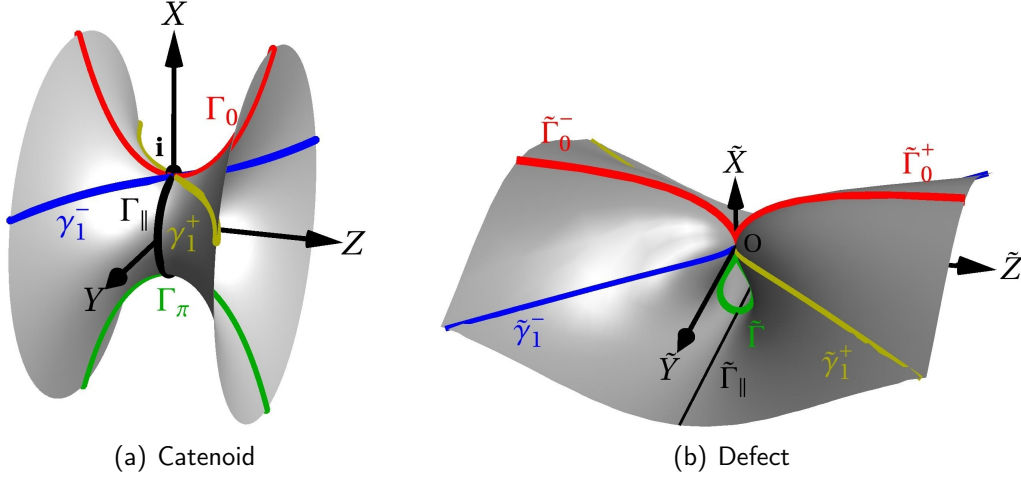 X
Γ₀
i
Γ∥
γ₁⁻
γ₁⁺
Z
Y
Γπ
Γ̃₀⁻
X̃
Γ̃₀⁺
O
Z̃
γ̃₁⁻
Γ̃
Ỹ
Γ̃∥
γ̃₁⁺
(a) Catenoid
(b) Defect